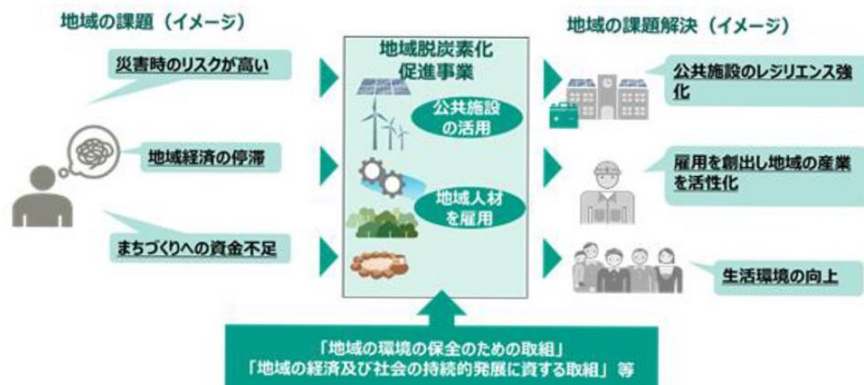 地域の課題（イメージ）
災害時のリスクが高い
地域経済の停滞
まちづくりへの資金不足
地域脱炭素化
促進事業
公共施設
の活用
地域人材
を雇用
地域の課題解決（イメージ）
公共施設のレジリエンス強
化
雇用を創出し地域の産業
を活性化
生活環境の向上
「地域の環境の保全のための取組」
「地域の経済及び社会の持続的発展に資する取組」等